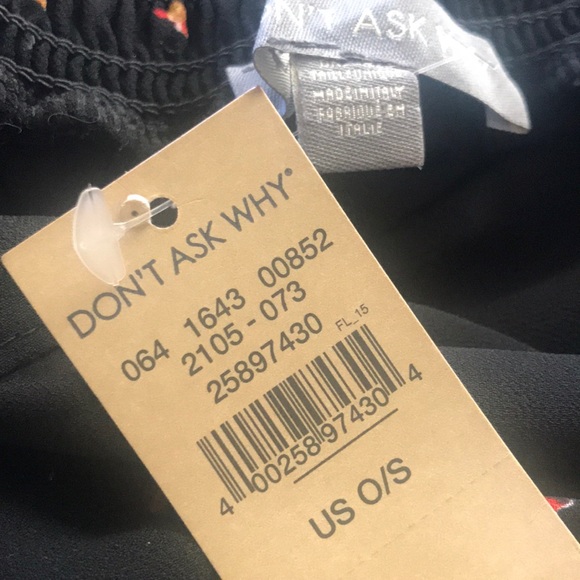 N'T ASK
MADE IN ITALY
FABRIQUÉ EN
ITALIE
DON'T ASK WHY®
064 1643 00852
2105-073
25897430
FL_15
4 00258 97430 4
US O/S